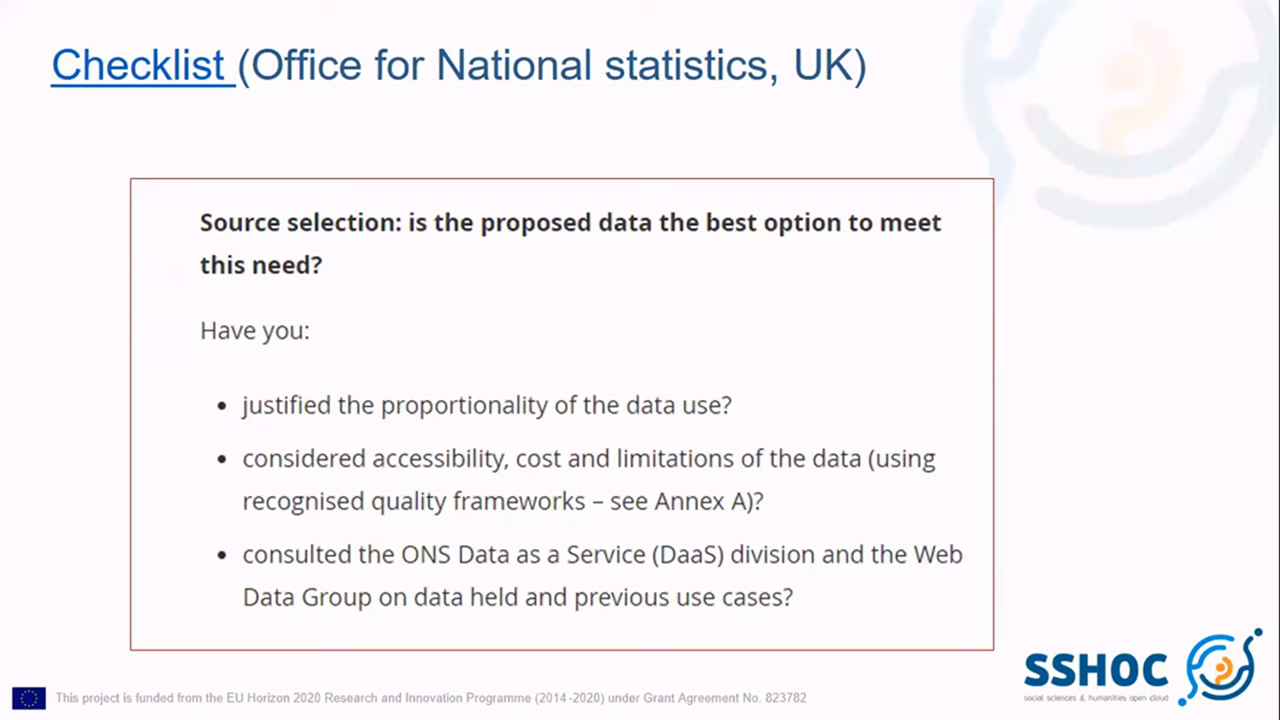 Checklist (Office for National statistics, UK)
Source selection: is the proposed data the best option to meet
this need?
Have you:
• justified the proportionality of the data use?
• considered accessibility, cost and limitations of the data (using
recognised quality frameworks – see Annex A)?
• consulted the ONS Data as a Service (DaaS) division and the Web
Data Group on data held and previous use cases?
SSHOC
social sciences & humanities open cloud
This project is funded from the EU Horizon 2020 Research and Innovation Programme (2014-2020) under Grant Agreement No. 823782